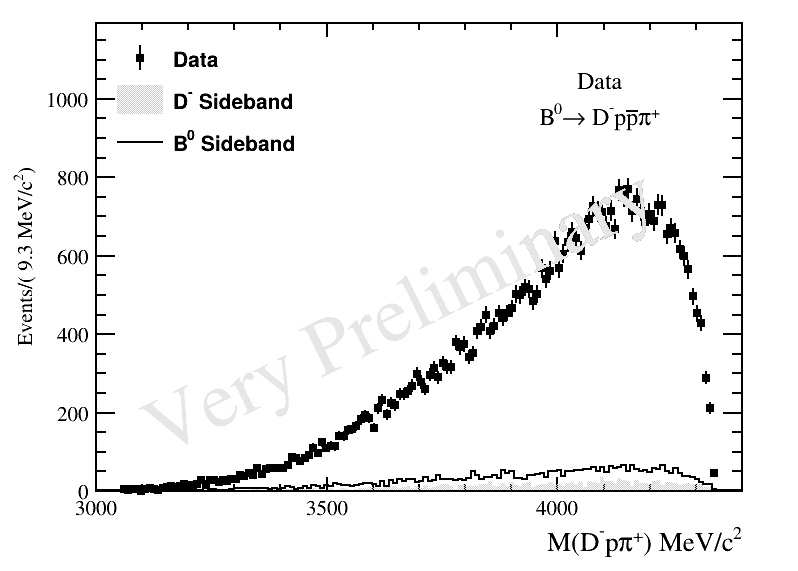 Data
D⁻ Sideband
B⁰ Sideband
Data
B⁰→ D⁻pp̅π⁺
Very Preliminary
Events/( 9.3 MeV/c²)
1000
800
600
400
200
0
3000
3500
4000
M(D⁻pπ⁺) MeV/c²